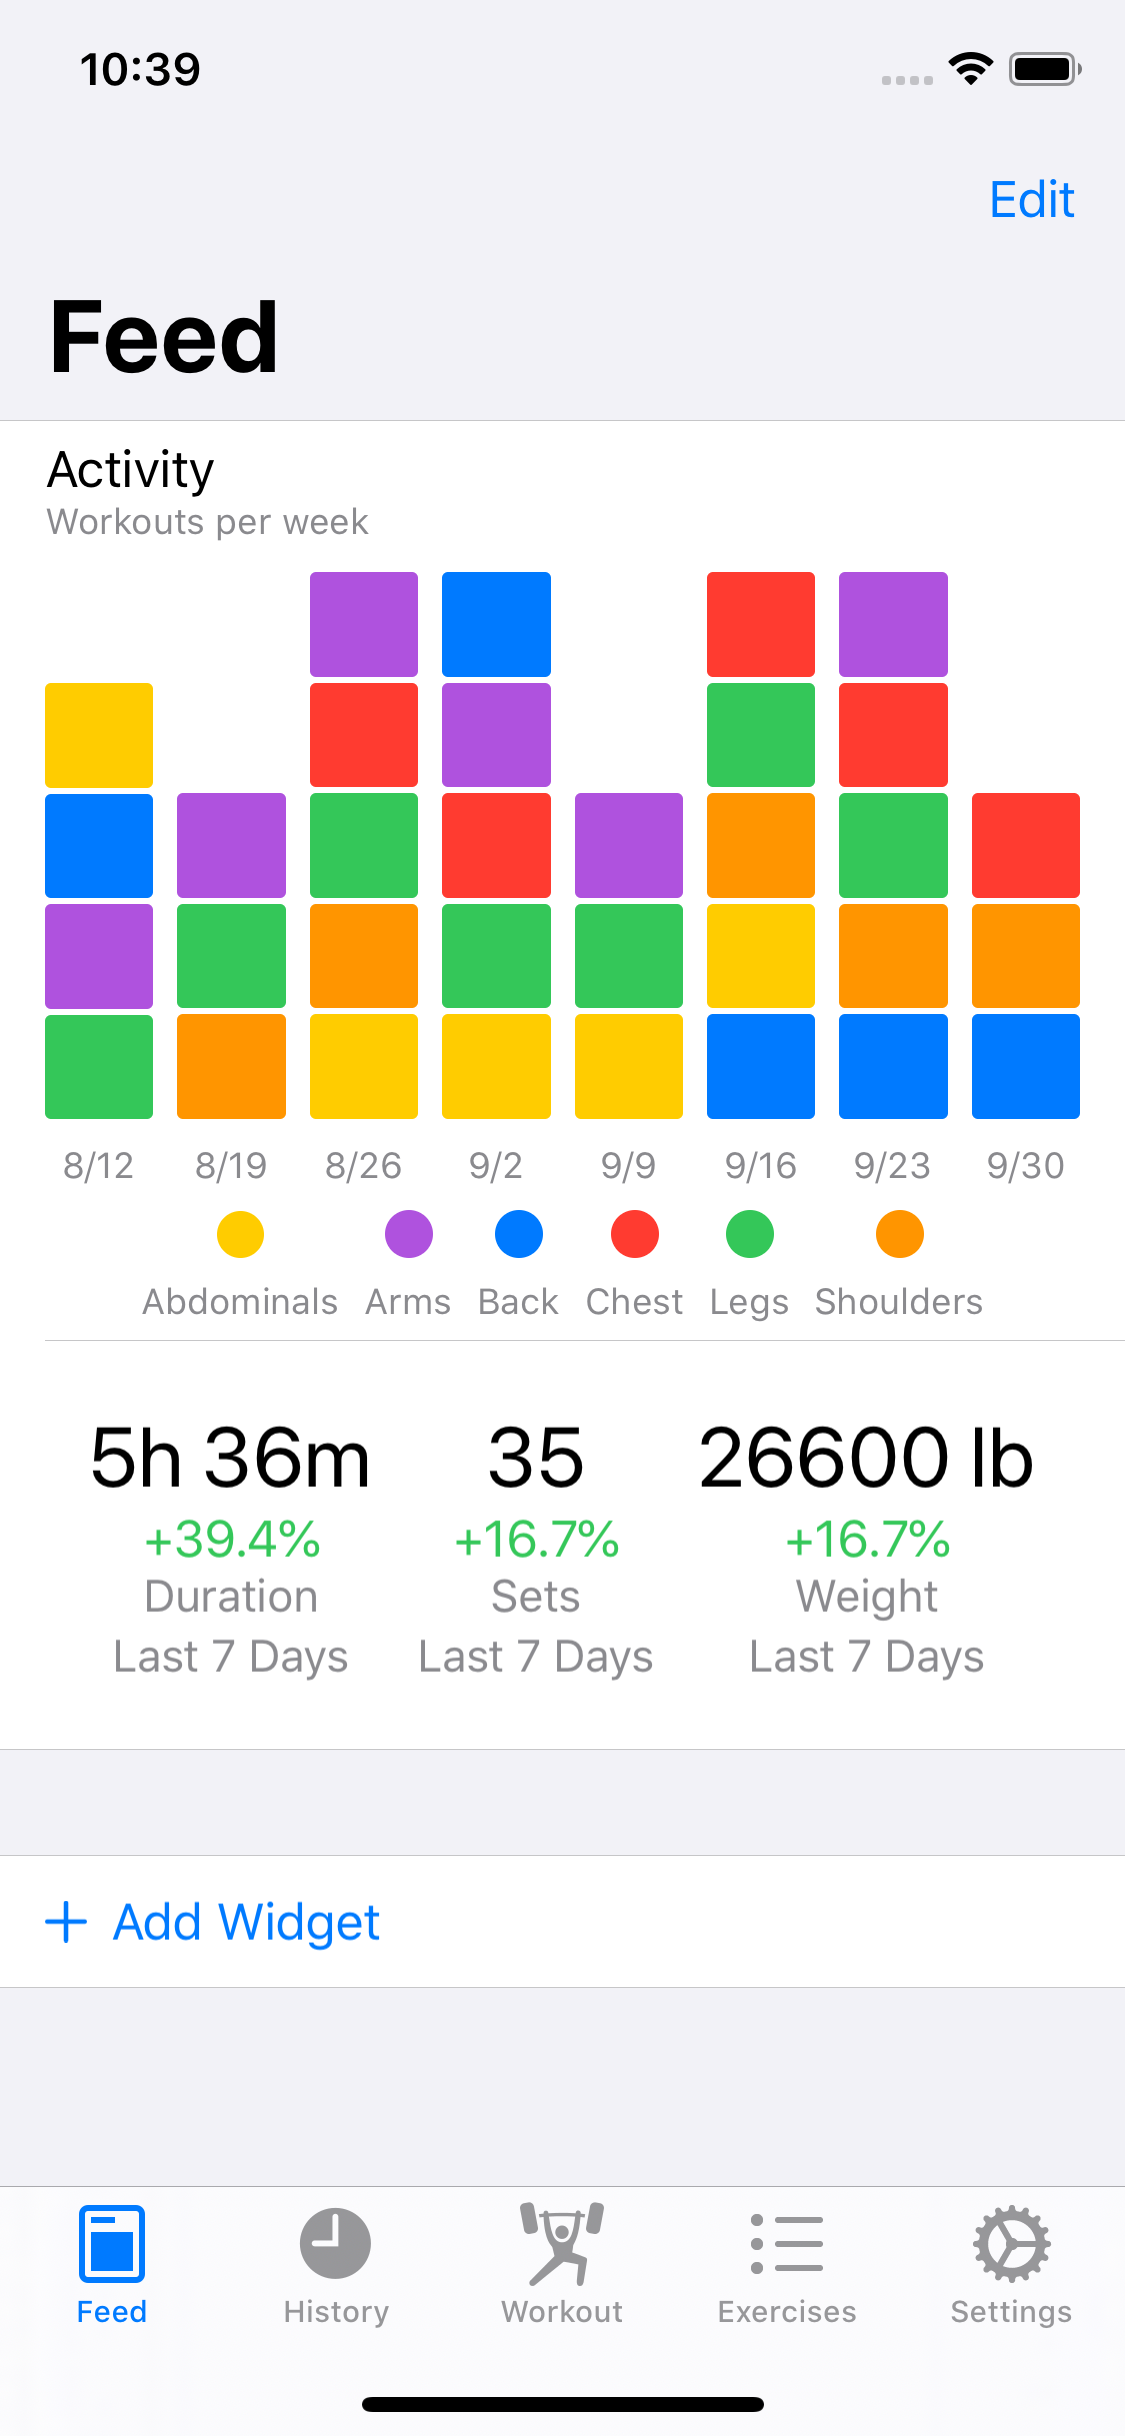 10:39
Edit
Feed
Activity
Workouts per week
8/12 8/19 8/26 9/2 9/9 9/16 9/23 9/30
Abdominals Arms Back Chest Legs Shoulders
5h 36m 35 26600 lb
+39.4% +16.7% +16.7%
Duration Sets Weight
Last 7 Days Last 7 Days Last 7 Days
Add Widget
Feed History Workout Exercises Settings